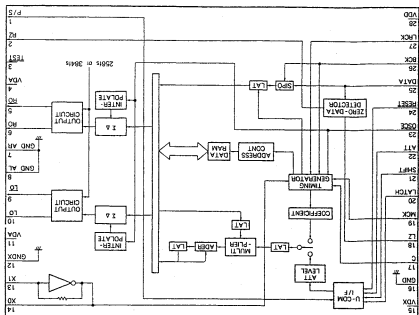 15 VDX
16 GND
17 C
18 LZ
19 MCK
20 LATCH
21 SHIFT
22 ATT
23
24 RESET
25 DATA
26 BCK
27 LRCK
28 VDD
U-COM
I/F
ATT
LEVEL
COEFFICIENT
TIMING
GENERATOR
ZERO-DATA
DETECTOR
SIPO
LAT
LAT
MULTI
-PLIER
ADER
LAT
LAT
ADDRESS
CONT
DATA
RAM
INTER
POLATE
Σ Δ
OUTPUT
CIRCUIT
Σ Δ
INTER
POLATE
OUTPUT
CIRCUIT
256fs or 384fs
14 XO
13 X1
12 GNDX
11 VDA
10 LO
9 LO
8 GND AL
7 GND AR
6 RO
5 RO
4 VDA
3 TEST
2 RZ
1 P/S